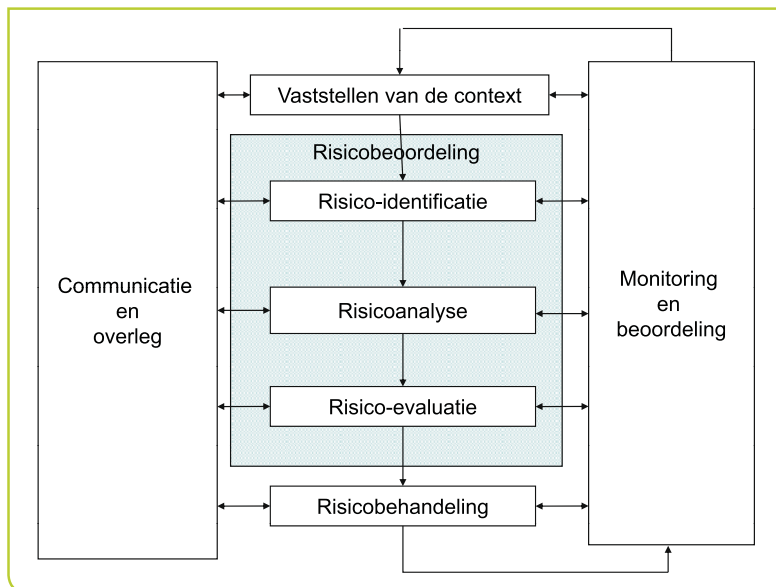 Vaststellen van de context
Risicobeoordeling
Risico-identificatie
Communicatie
en
overleg
Risicoanalyse
Monitoring
en
beoordeling
Risico-evaluatie
Risicobehandeling